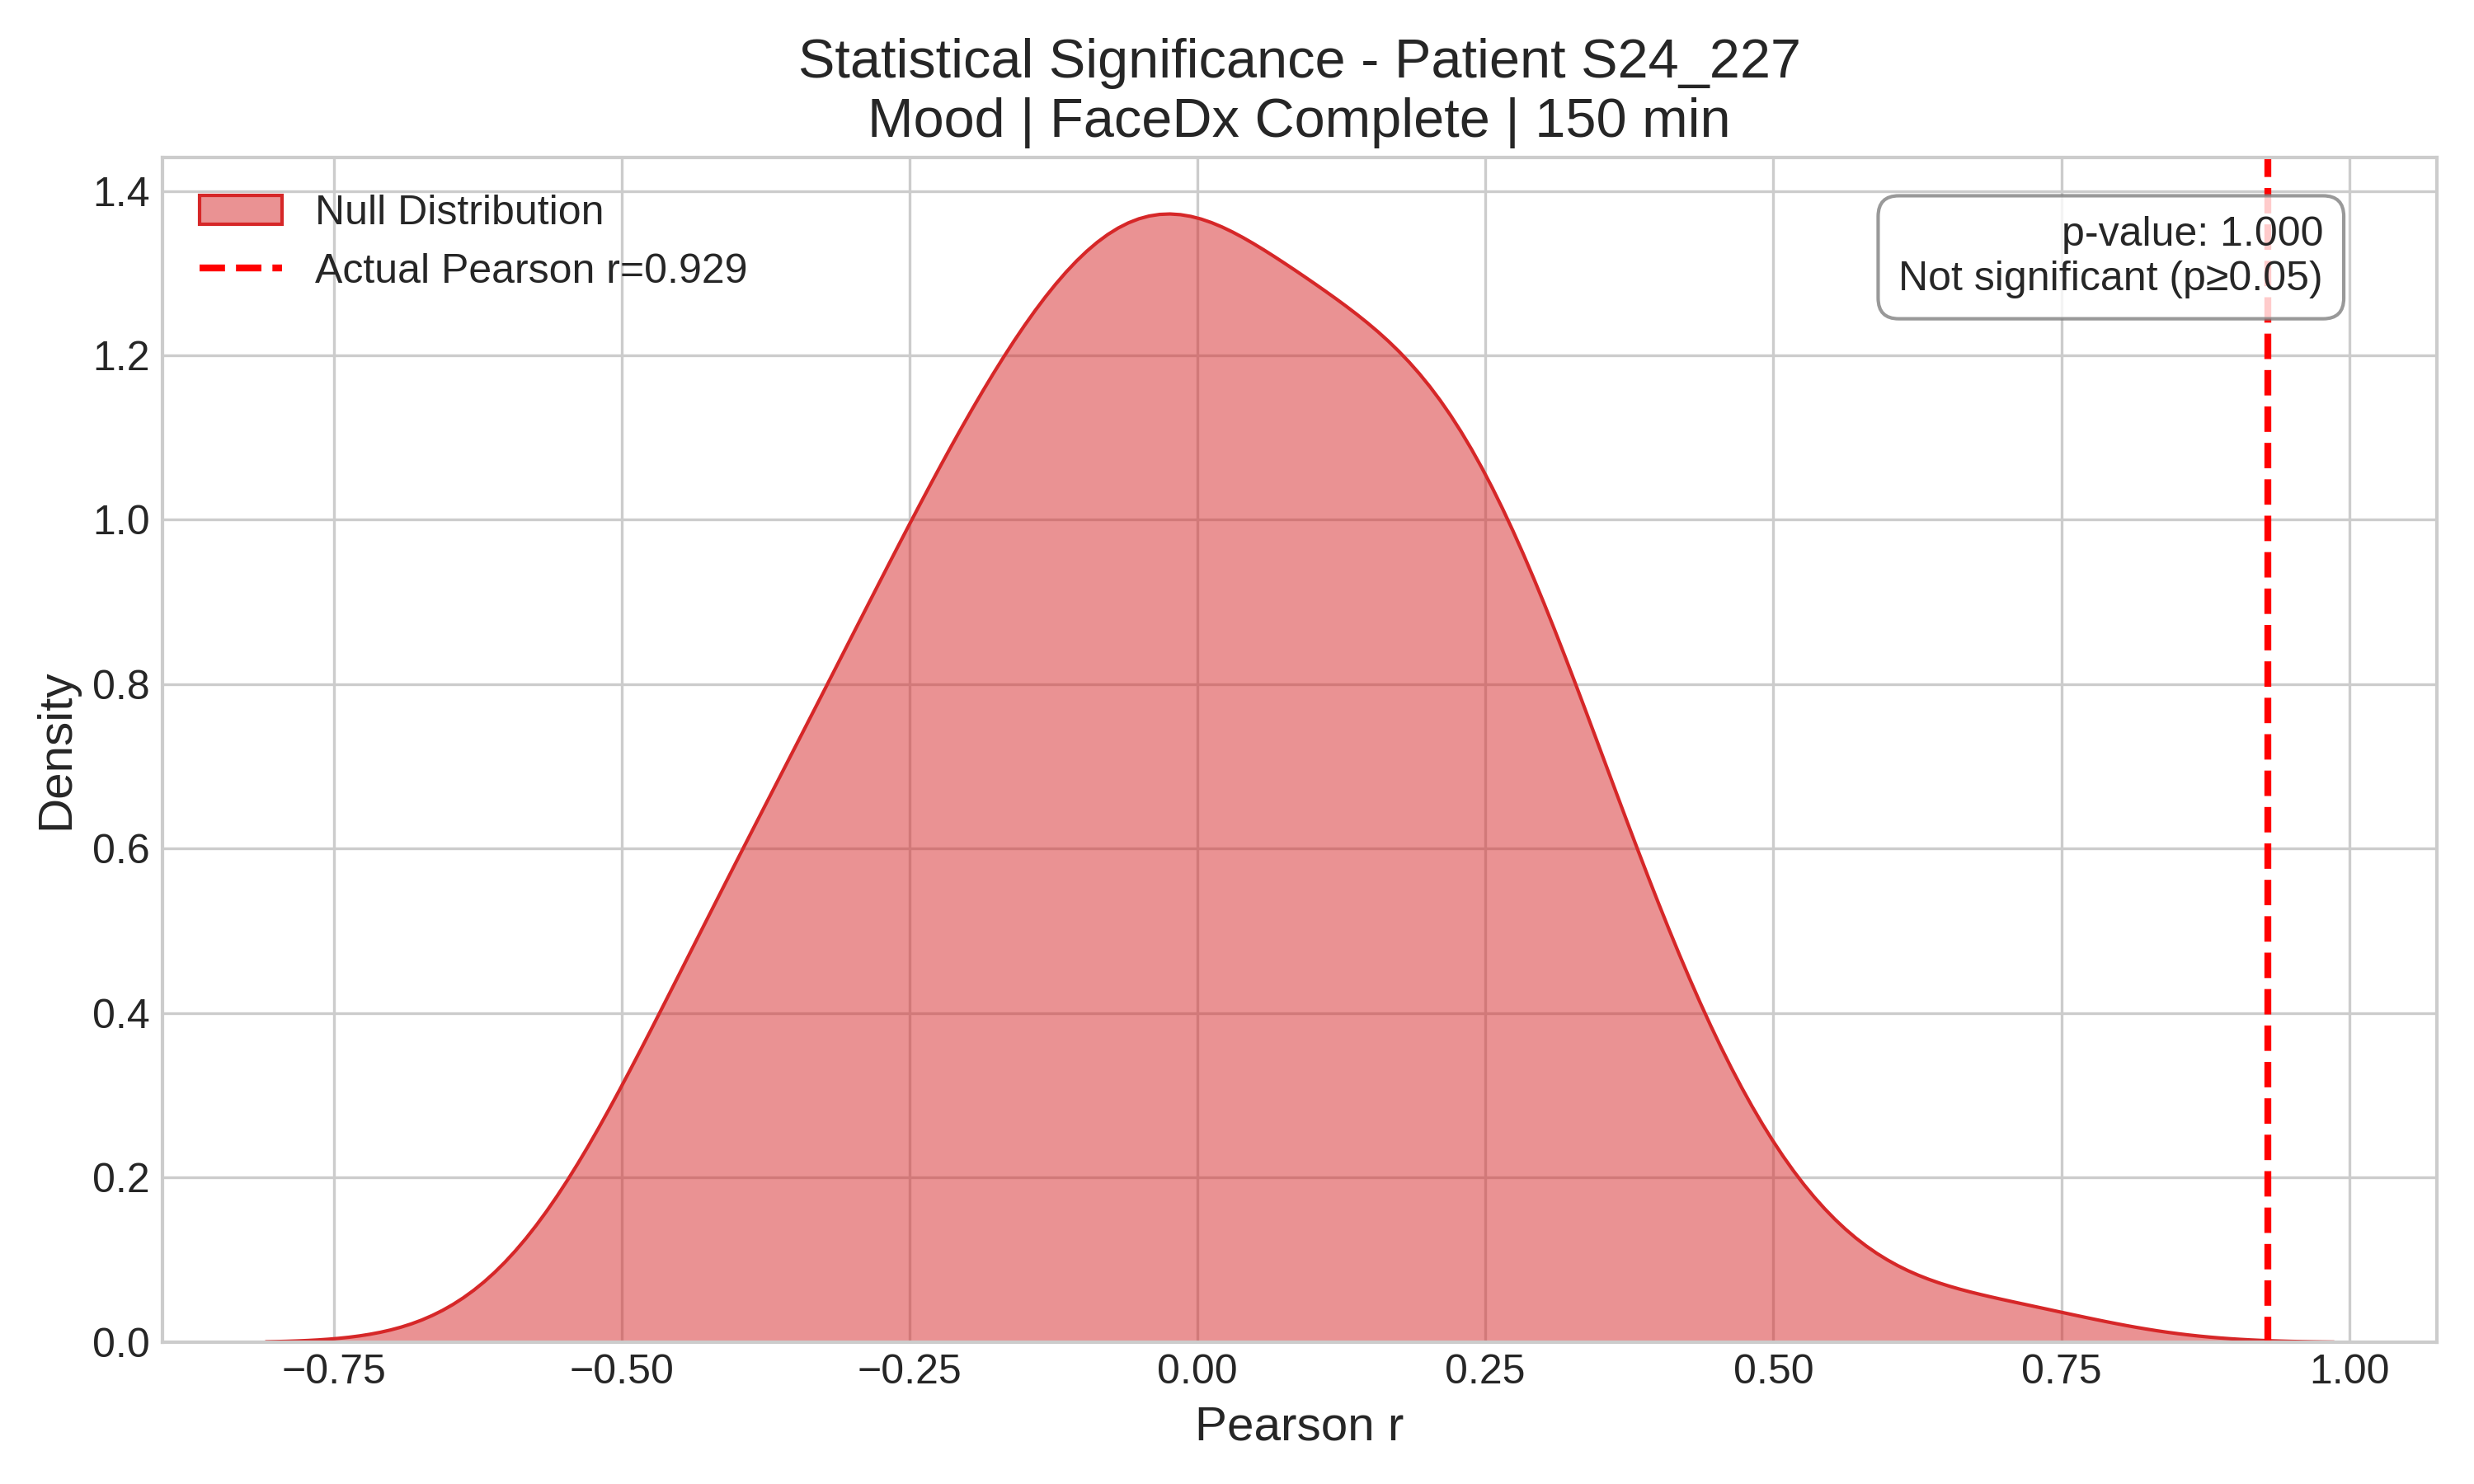 Statistical Significance - Patient S24_227
Mood | FaceDx Complete | 150 min
Null Distribution
Actual Pearson r=0.929
p-value: 1.000
Not significant (p≥0.05)
Density
1.4
1.2
1.0
0.8
0.6
0.4
0.2
0.0
−0.75 −0.50 −0.25 0.00 0.25 0.50 0.75 1.00
Pearson r